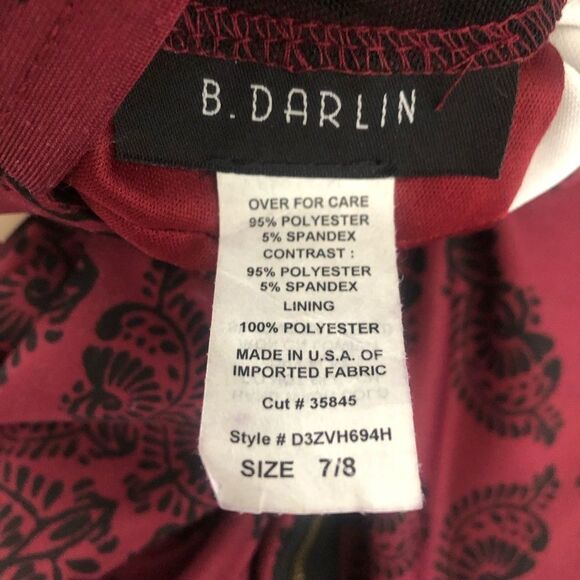 B. DARLIN
OVER FOR CARE
95% POLYESTER
5% SPANDEX
CONTRAST :
95% POLYESTER
5% SPANDEX
LINING
100% POLYESTER
MADE IN U.S.A. OF
IMPORTED FABRIC
Cut # 35845
Style # D3ZVH694H
SIZE 7/8